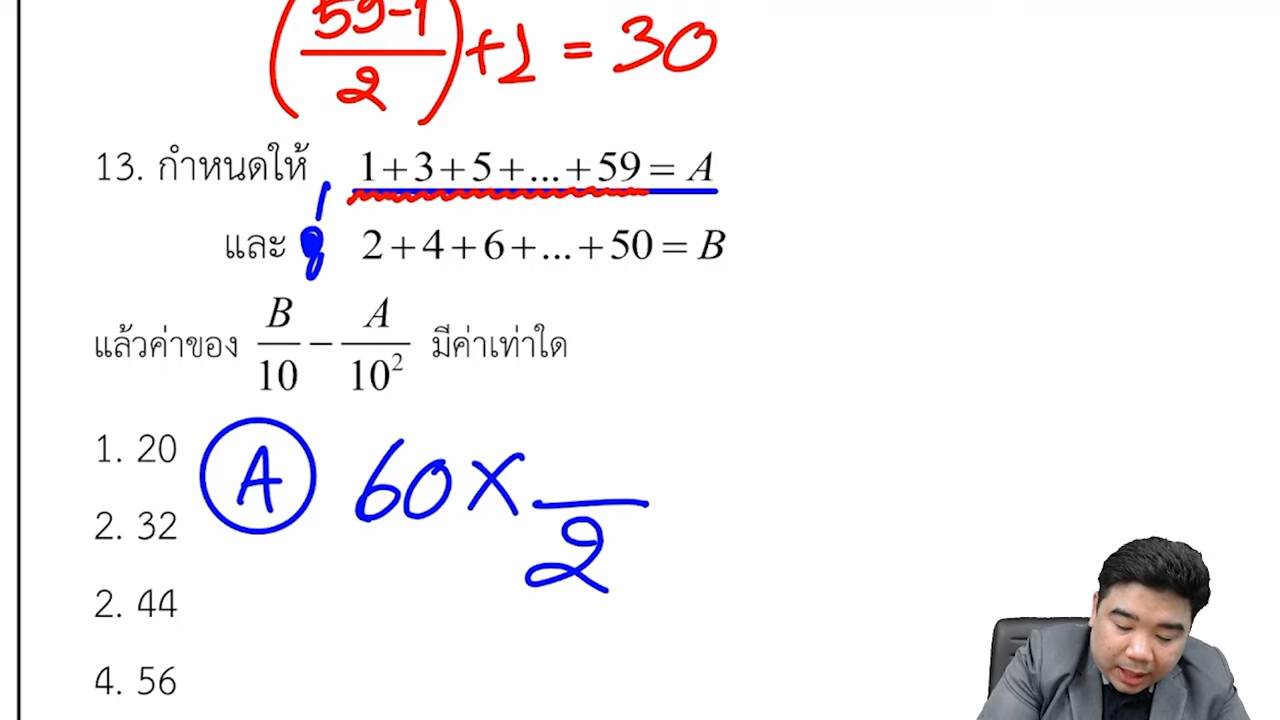 (59-1/2)+1 = 30
13. กำหนดให้ 1+3+5+...+59 = A
และ 2+4+6+...+50 = B
แล้วค่าของ B/10 − A/10² มีค่าเท่าใด
1. 20
A 60 × /2
2. 32
2. 44
4. 56